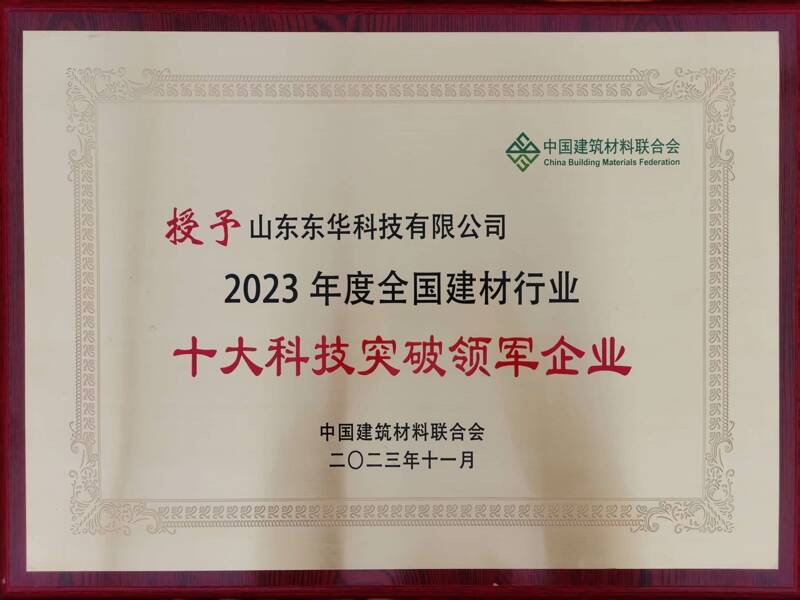 中国建筑材料联合会
China Building Materials Federation
授予 山东东华科技有限公司
2023 年度全国建材行业
十大科技突破领军企业
中国建筑材料联合会
二〇二三年十一月